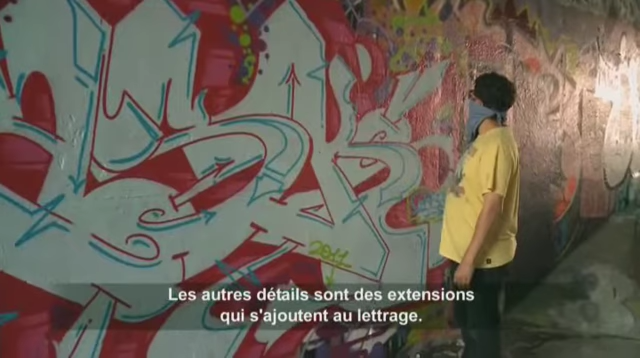 2011
Les autres détails sont des extensions
qui s'ajoutent au lettrage.